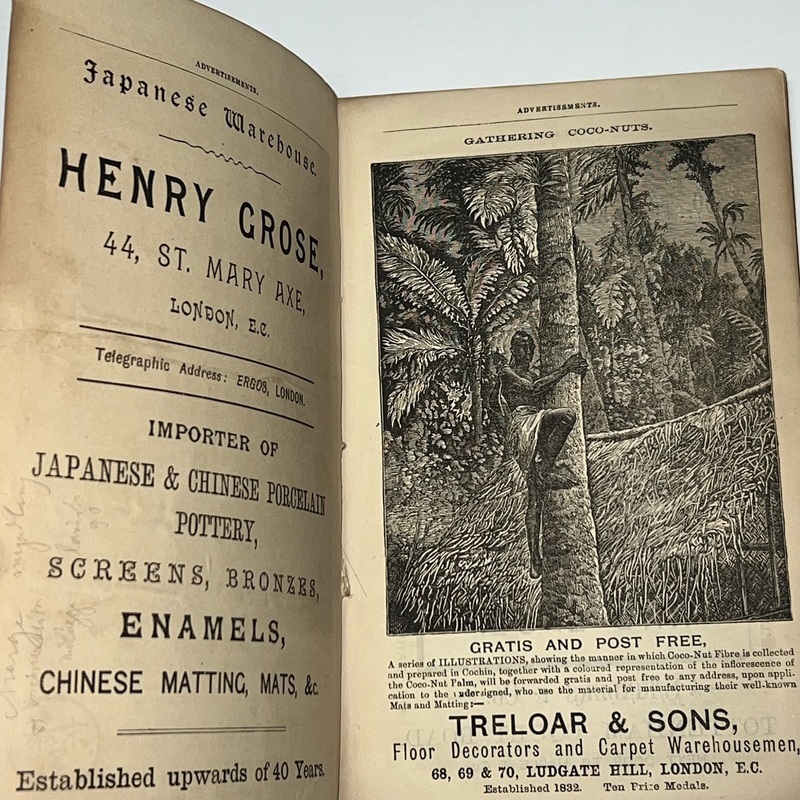 ADVERTISEMENTS.
Japanese Warehouse.
HENRY GROSE,
44, ST. MARY AXE,
LONDON, E.C.
Telegraphic Address: ERGOS, LONDON.
IMPORTER OF
JAPANESE & CHINESE PORCELAIN
POTTERY,
SCREENS, BRONZES,
ENAMELS,
CHINESE MATTING, MATS, &c.
Established upwards of 40 Years.
ADVERTISEMENTS.
GATHERING COCO-NUTS.
GRATIS AND POST FREE,
A series of ILLUSTRATIONS, showing the manner in which Coco-Nut Fibre is collected
and prepared in Cochin, together with a coloured representation of the inflorescence of
the Coco-Nut Palm, will be forwarded gratis and post free to any address, upon appli-
cation to the undersigned, who use the material for manufacturing their well-known
Mats and Matting:—
TRELOAR & SONS,
Floor Decorators and Carpet Warehousemen,
68, 69 & 70, LUDGATE HILL, LONDON, E.C.
Established 1832. Ten Prize Medals.